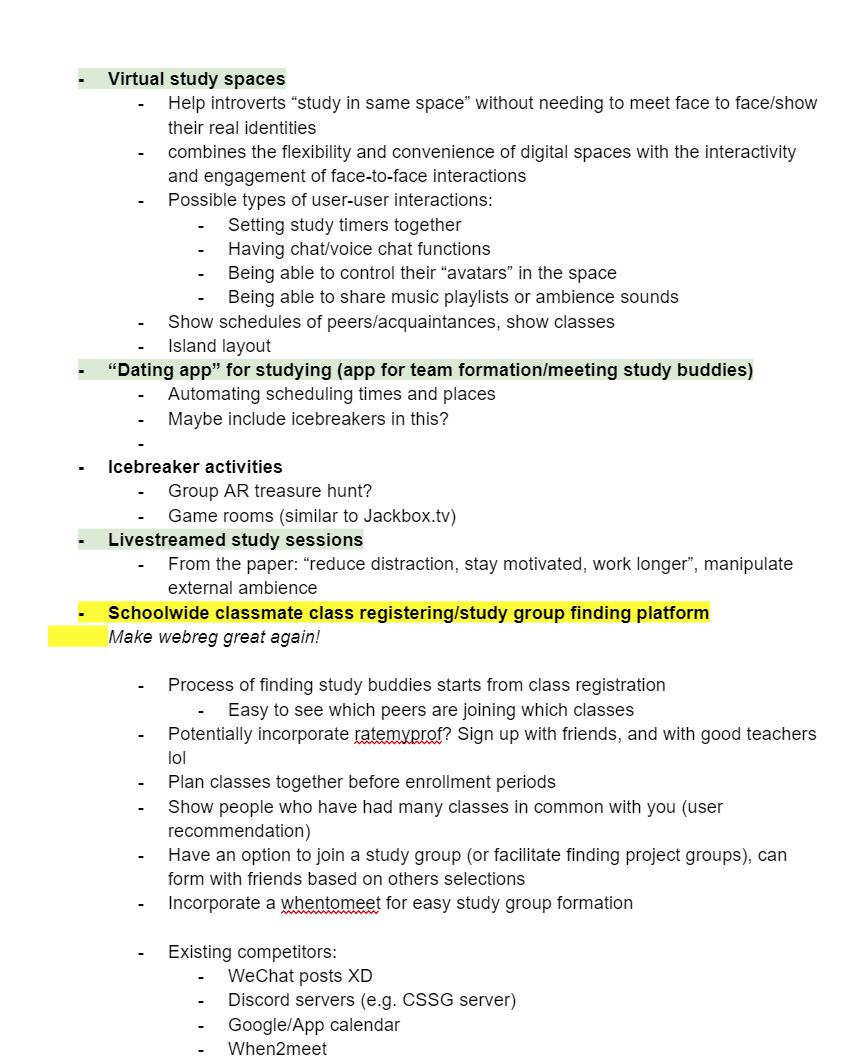 - Virtual study spaces
- Help introverts “study in same space” without needing to meet face to face/show
their real identities
- combines the flexibility and convenience of digital spaces with the interactivity
and engagement of face-to-face interactions
- Possible types of user-user interactions:
- Setting study timers together
- Having chat/voice chat functions
- Being able to control their “avatars” in the space
- Being able to share music playlists or ambience sounds
- Show schedules of peers/acquaintances, show classes
- Island layout
- “Dating app” for studying (app for team formation/meeting study buddies)
- Automating scheduling times and places
- Maybe include icebreakers in this?
-
- Icebreaker activities
- Group AR treasure hunt?
- Game rooms (similar to Jackbox.tv)
- Livestreamed study sessions
- From the paper: “reduce distraction, stay motivated, work longer”, manipulate
external ambience
- Schoolwide classmate class registering/study group finding platform
Make webreg great again!
- Process of finding study buddies starts from class registration
- Easy to see which peers are joining which classes
- Potentially incorporate ratemyprof? Sign up with friends, and with good teachers
lol
- Plan classes together before enrollment periods
- Show people who have had many classes in common with you (user
recommendation)
- Have an option to join a study group (or facilitate finding project groups), can
form with friends based on others selections
- Incorporate a whentomeet for easy study group formation
- Existing competitors:
- WeChat posts XD
- Discord servers (e.g. CSSG server)
- Google/App calendar
- When2meet